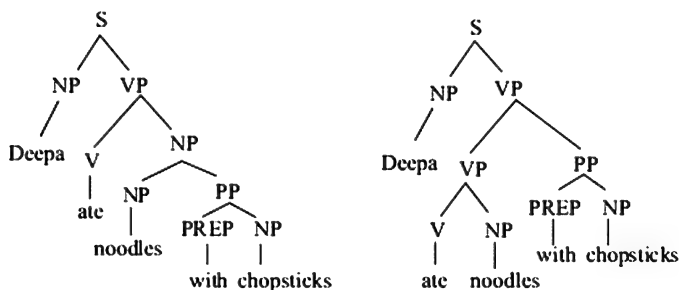 S
NP VP
Deepa V NP
ate NP PP
noodles PREP NP
with chopsticks
S
NP VP
Deepa VP PP
V NP PREP NP
ate noodles with chopsticks